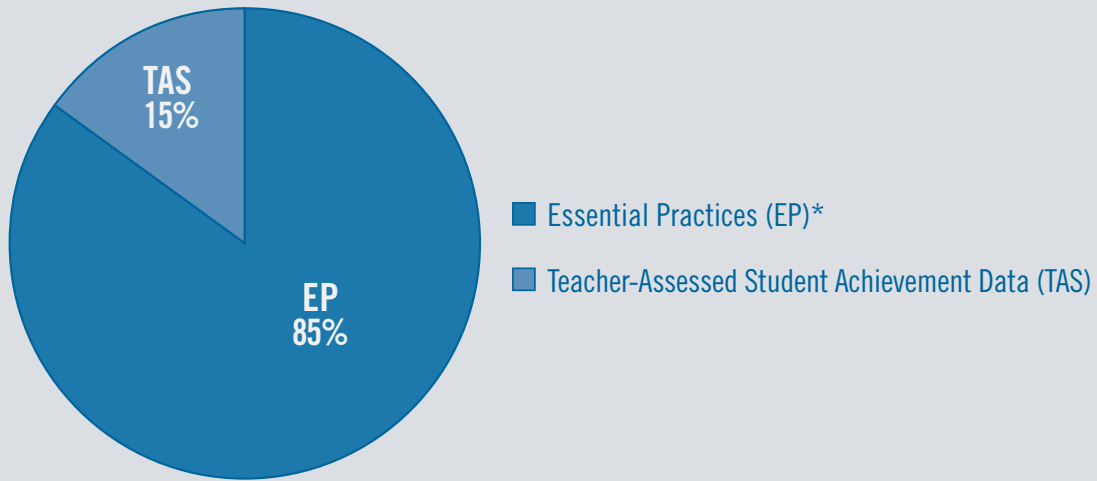 TAS
15%
EP
85%
Essential Practices (EP)*
Teacher-Assessed Student Achievement Data (TAS)